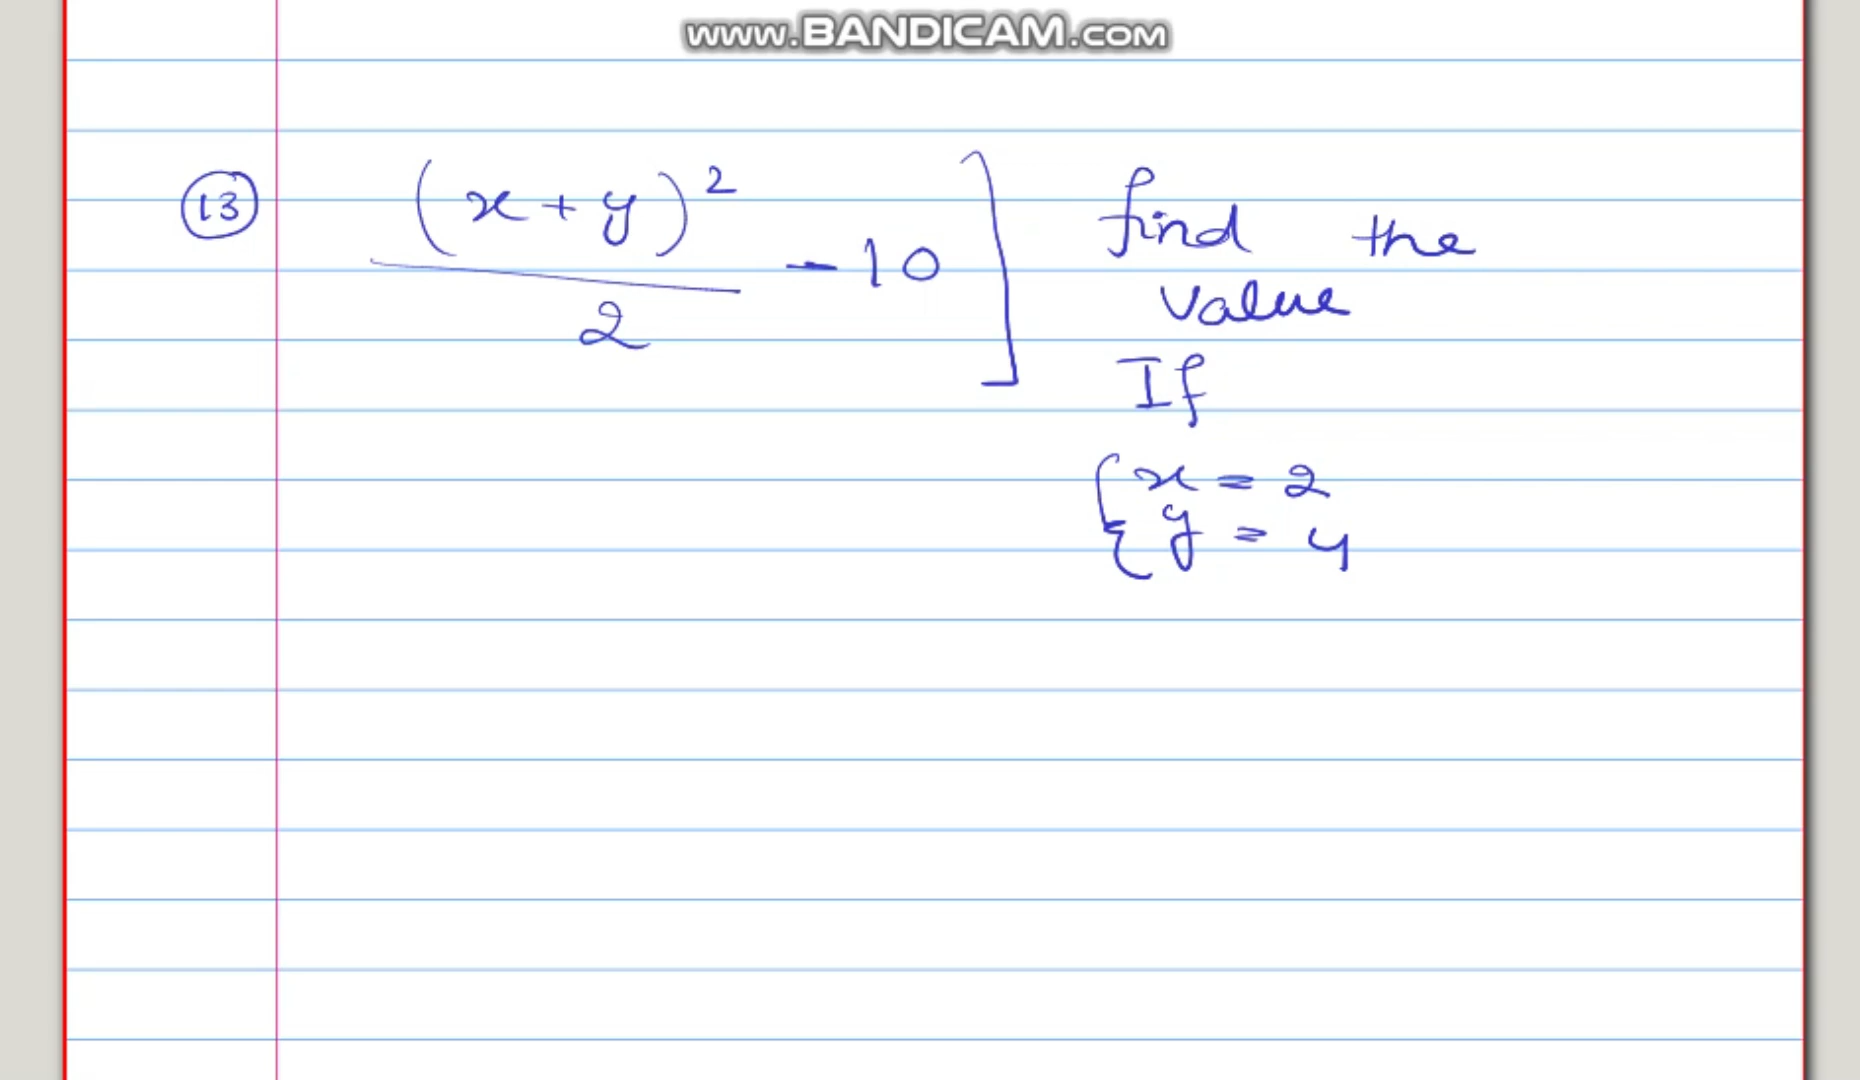 www.BANDICAM.com
(13) (x+y)²/2 - 10] find the
value
If
{x = 2
y = 4